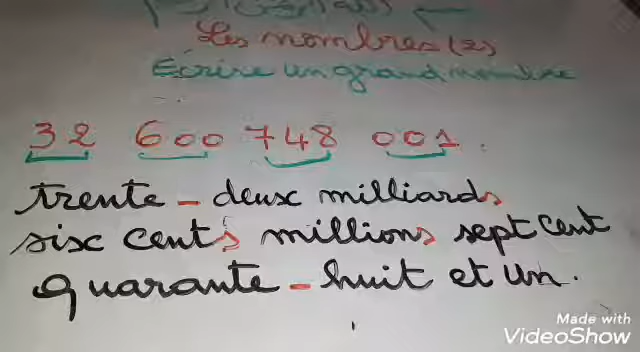 Les nombres (2)
Ecrire un grand nombre
32 600 748 001.
trente - deux milliards
six cents millions sept cent
quarante - huit et un.
Made with
VideoShow